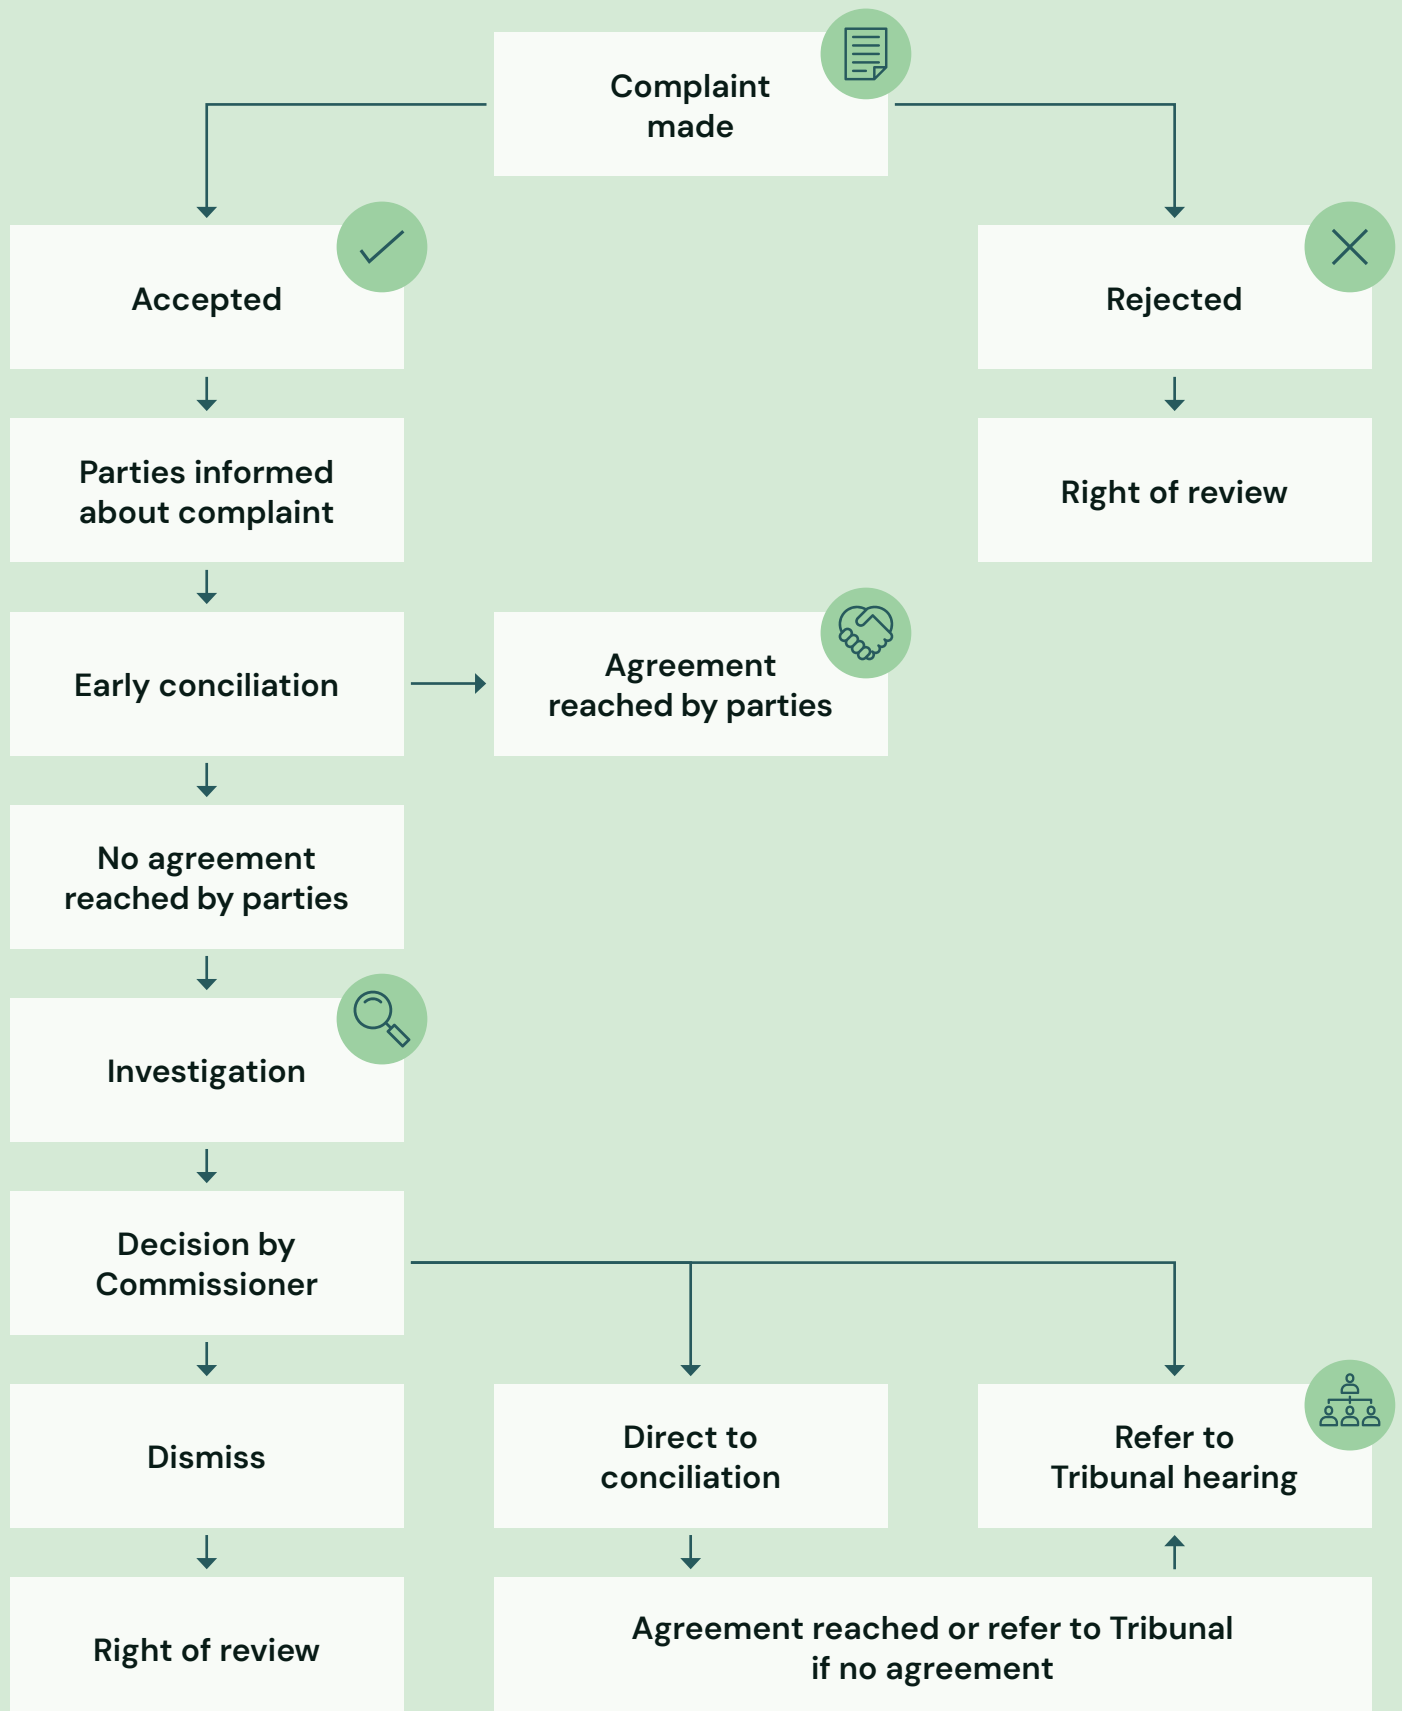 Complaint
made
Accepted
Rejected
Parties informed
about complaint
Right of review
Early conciliation
Agreement
reached by parties
No agreement
reached by parties
Investigation
Decision by
Commissioner
Dismiss
Direct to
conciliation
Refer to
Tribunal hearing
Right of review
Agreement reached or refer to Tribunal
if no agreement